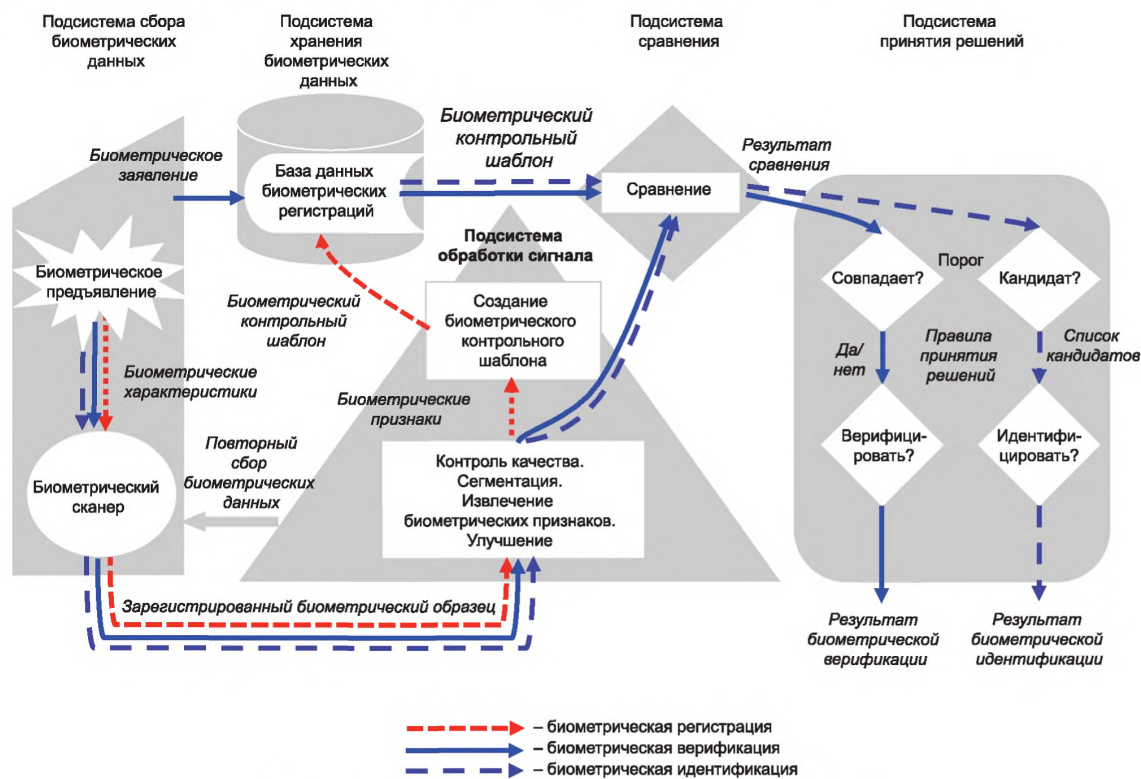 Подсистема сбора
биометрических
данных
Подсистема
хранения
биометрических
данных
Подсистема
сравнения
Подсистема
принятия решений
Биометрическое
заявление
База данных
биометрических
регистраций
Биометрический
контрольный
шаблон
Сравнение
Результат
сравнения
Биометрическое
предъявление
Подсистема
обработки сигнала
Биометрический
контрольный
шаблон
Создание
биометрического
контрольного
шаблона
Совпадает?
Порог
Кандидат?
Да/
нет
Правила
принятия
решений
Список
кандидатов
Биометрические
характеристики
Биометрические
признаки
Биометрический
сканер
Повторный
сбор
биометрических
данных
Контроль качества.
Сегментация.
Извлечение
биометрических признаков.
Улучшение
Верифици-
ровать?
Идентифи-
цировать?
Зарегистрированный биометрический образец
Результат
биометрической
верификации
Результат
биометрической
идентификации
– биометрическая регистрация
– биометрическая верификация
– биометрическая идентификация